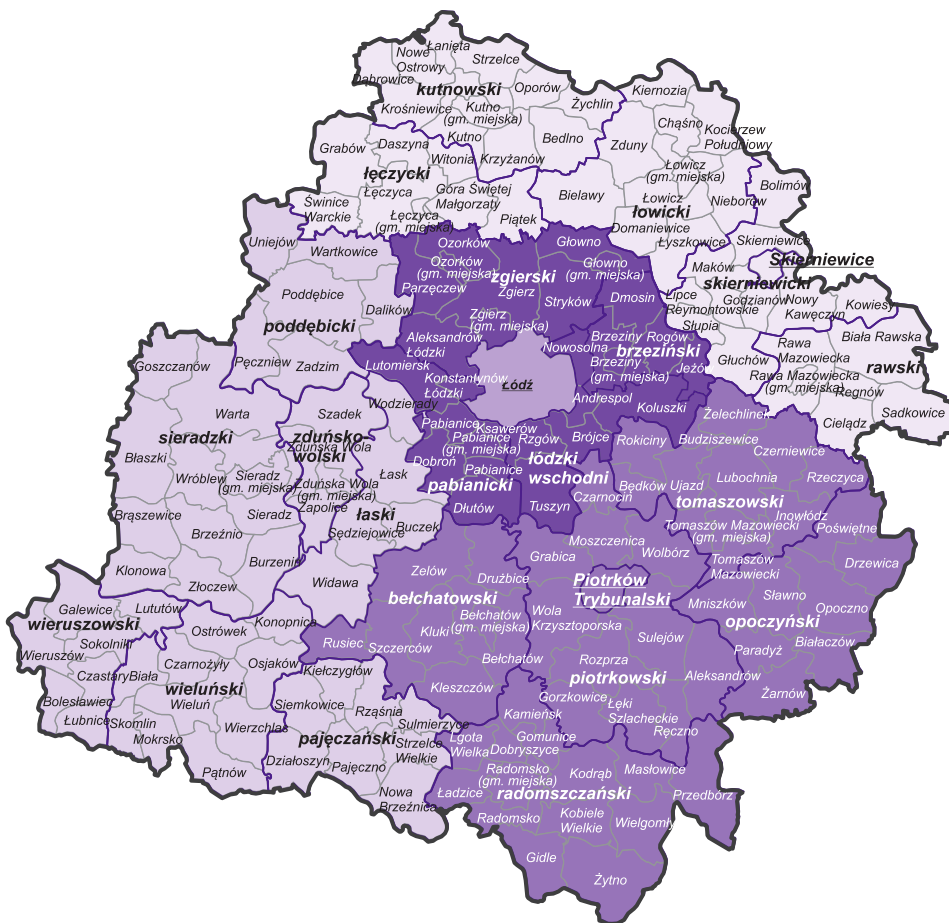 Łanięta
Nowe
Ostrowy
Strzelce
Dąbrowice
kutnowski
Oporów
Krośniewice
Kutno
(gm. miejska)
Żychlin
Kutno
Bedlno
Krzyżanów
Kiernozia
Chąśno
Kocierzew
Południowy
Zduny
Łowicz
(gm. miejska)
Bielawy
Łowicz
łowicki
Nieborów
Bolimów
Domaniewice
Łyszkowice
Grabów
Daszyna
Witonia
łęczycki
Łęczyca
Góra Świętej
Małgorzaty
Świnice
Warckie
Łęczyca
(gm. miejska)
Piątek
Skierniewice
Skierniewice
Maków
skierniewicki
Lipce
Reymontowskie
Godzianów
Nowy
Kawęczyn
Słupia
Głuchów
Kowiesy
Biała Rawska
Rawa
Mazowiecka
rawski
Rawa Mazowiecka
(gm. miejska)
Regnów
Sadkowice
Cielądz
Uniejów
Wartkowice
Poddębice
poddębicki
Dalików
Pęczniew
Zadzim
Ozorków
Ozorków
(gm. miejska)
Parzęczew
zgierski
Zgierz
Głowno
Głowno
(gm. miejska)
Stryków
Zgierz
(gm. miejska)
Aleksandrów
Łódzki
Dmosin
Brzeziny
Rogów
brzeziński
Brzeziny
(gm. miejska)
Jeżów
Lutomiersk
Konstantynów
Łódzki
Wodzierady
Łódź
Nowosolna
Andrespol
Koluszki
Goszczanów
Warta
sieradzki
Błaszki
Wróblew
Sieradz
(gm. miejska)
Brąszewice
Sieradz
Brzeźnio
Burzenin
Klonowa
Złoczew
Szadek
zduńsko-
wolski
Zduńska Wola
Zduńska Wola
(gm. miejska)
Zapolice
Łask
łaski
Buczek
Sędziejowice
Widawa
Pabianice
Ksawerów
Pabianice
(gm. miejska)
Rzgów
Brójce
Dobroń
Pabianice
pabianicki
łódzki
wschodni
Dłutów
Tuszyn
Żelechlinek
Rokiciny
Budziszewice
Czerniewice
Będków
Ujazd
Lubochnia
Rzeczyca
tomaszowski
Czarnocin
Inowłódz
Tomaszów Mazowiecki
(gm. miejska)
Poświętne
Tomaszów
Mazowiecki
Moszczenica
Grabica
Wolbórz
Piotrków
Trybunalski
Wola
Krzysztoporska
Sulejów
Rozprza
piotrkowski
Aleksandrów
Gorzkowice
Łęki
Szlacheckie
Ręczno
Drzewica
Mniszków
Sławno
Opoczno
opoczyński
Paradyż
Białaczów
Żarnów
Zelów
Drużbice
bełchatowski
Bełchatów
(gm. miejska
Kluki
Rusiec
Szczerców
Bełchatów
Kleszczów
Galewice
Lututów
wieruszowski
Sokolniki
Wieruszów
Czastary
Bolesławiec
Łubnice
Konopnica
Ostrówek
Czarnożyły
Osjaków
Biała
wieluński
Wieluń
Skomlin
Mokrsko
Wierzchlas
Pątnów
Kiełczygłów
Siemkowice
Rząśnia
Sulmierzyce
pajęczański
Strzelce
Wielkie
Działoszyn
Pajęczno
Nowa
Brzeźnica
Kamieńsk
Lgota
Wielka
Gomunice
Dobryszyce
Radomsko
(gm. miejska)
Kodrąb
Masłowice
Ładzice
radomszczański
Przedbórz
Radomsko
Kobiele
Wielkie
Wielgomły
Gidle
Żytno